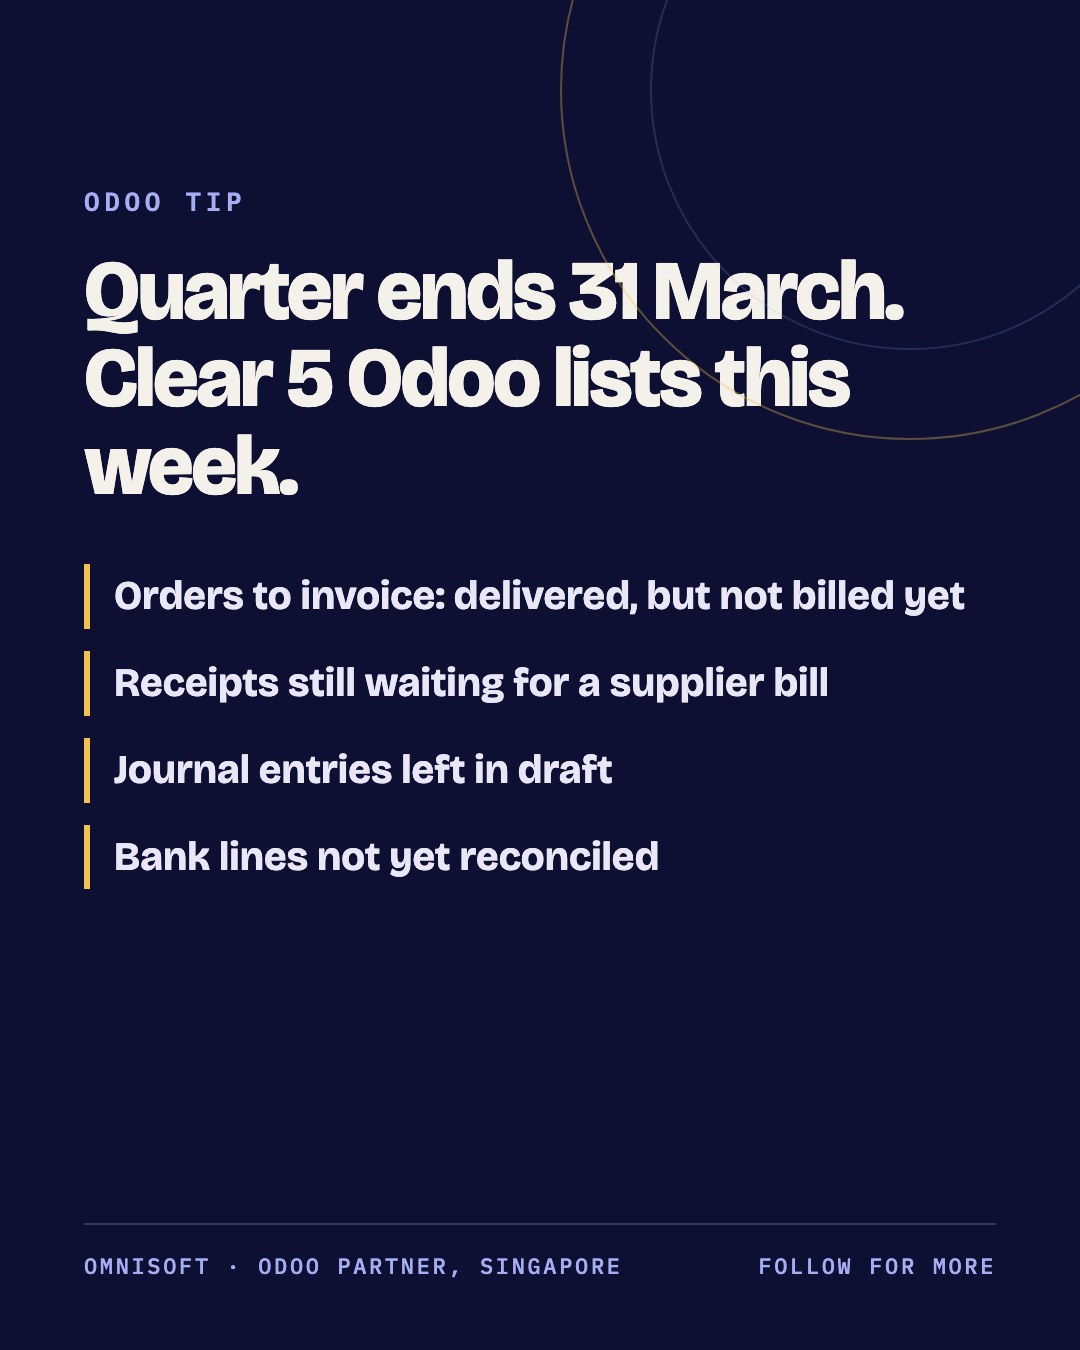 ODOO TIP
Quarter ends 31 March.
Clear 5 Odoo lists this
week.
Orders to invoice: delivered, but not billed yet
Receipts still waiting for a supplier bill
Journal entries left in draft
Bank lines not yet reconciled
OMNISOFT · ODOO PARTNER, SINGAPORE
FOLLOW FOR MORE